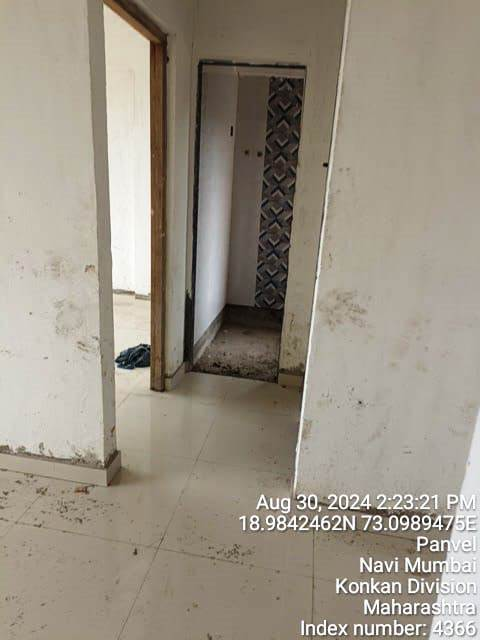 Aug 30, 2024 2:23:21 PM
18.9842462N 73.0989475E
Panvel
Navi Mumbai
Konkan Division
Maharashtra
Index number: 4366